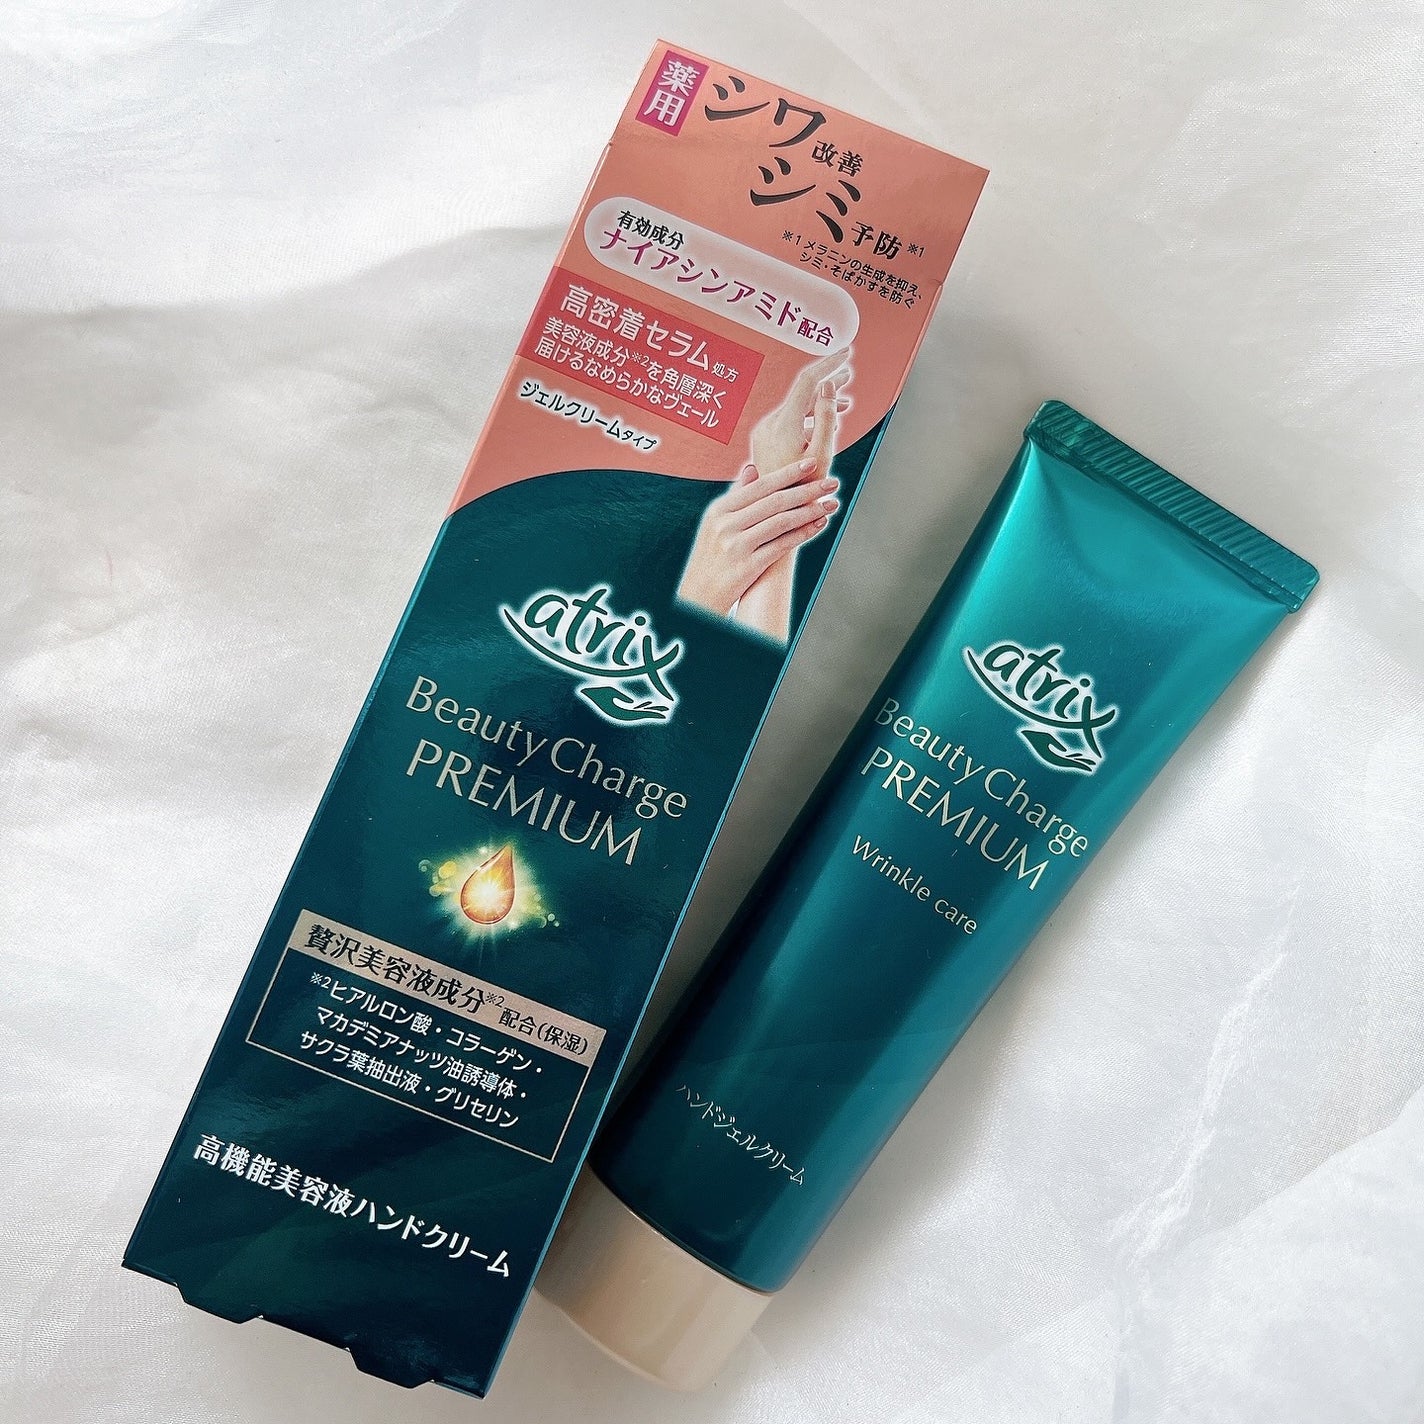 薬用
シワ改善
シミ予防※1
※1 メラニンの生成を抑え、
シミ・そばかすを防ぐ
有効成分
ナイアシンアミド配合
高密着セラム処方
美容液成分※2を角層深く
届けるなめらかなヴェール
ジェルクリームタイプ
atrix
Beauty Charge
PREMIUM
贅沢美容液成分※2配合(保湿)
※2ヒアルロン酸・コラーゲン・
マカデミアナッツ油誘導体・
サクラ葉抽出液・グリセリン
高機能美容液ハンドクリーム
atrix
Beauty Charge
PREMIUM
Wrinkle care
ハンドジェルクリーム